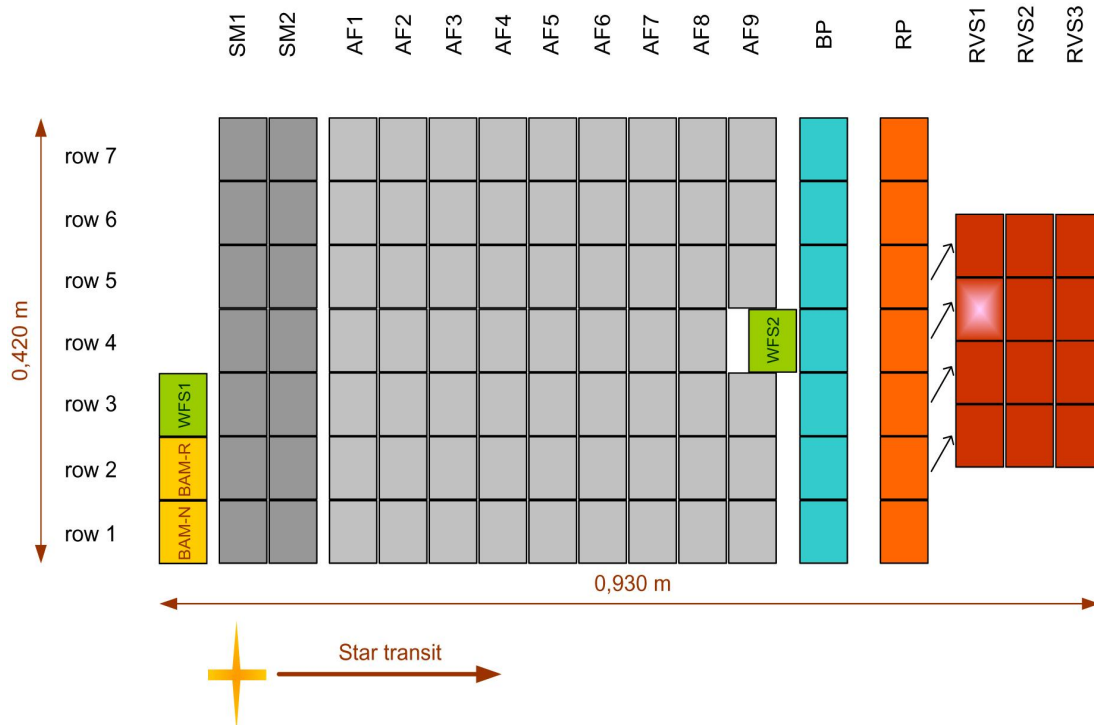 SM1
SM2
AF1
AF2
AF3
AF4
AF5
AF6
AF7
AF8
AF9
BP
RP
RVS1
RVS2
RVS3
row 7
row 6
row 5
row 4
WFS2
row 3
WFS1
row 2
BAM-R
row 1
BAM-N
0,420 m
0,930 m
Star transit